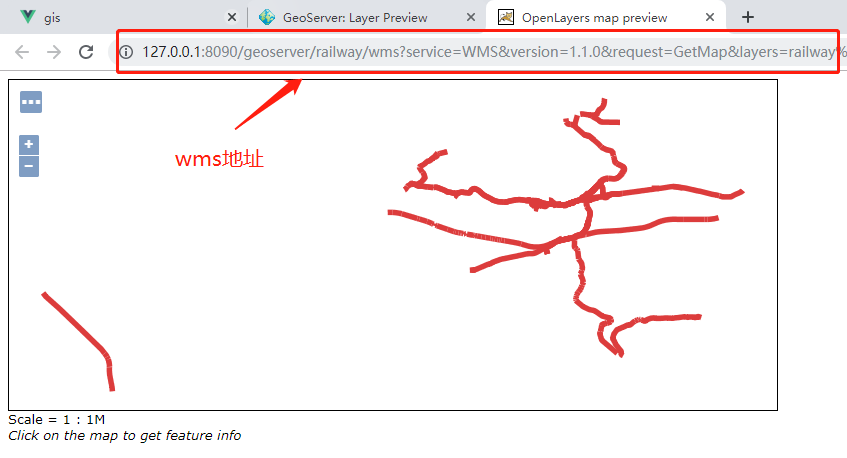 gis
GeoServer: Layer Preview
OpenLayers map preview
127.0.0.1:8090/geoserver/railway/wms?service=WMS&version=1.1.0&request=GetMap&layers=railway%
wms地址
+
−
Scale = 1 : 1M
Click on the map to get feature info